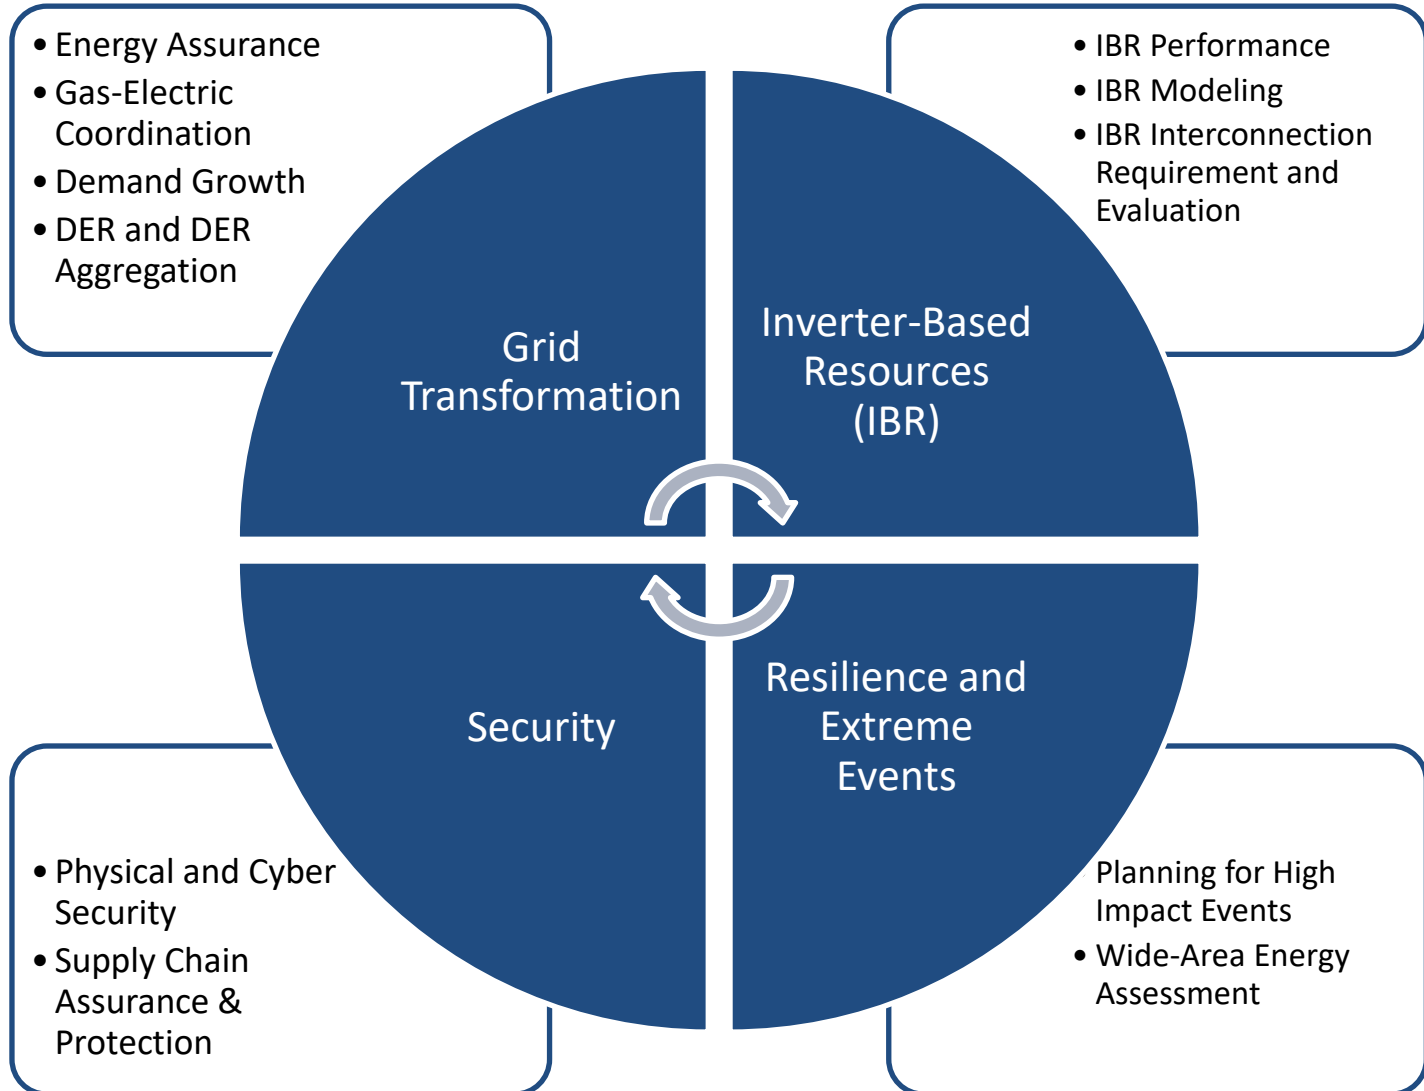 • Energy Assurance
• Gas-Electric
Coordination
• Demand Growth
• DER and DER
Aggregation
• IBR Performance
• IBR Modeling
• IBR Interconnection
Requirement and
Evaluation
Grid
Transformation
Inverter-Based
Resources
(IBR)
Security
Resilience and
Extreme
Events
• Physical and Cyber
Security
• Supply Chain
Assurance &
Protection
Planning for High
Impact Events
• Wide-Area Energy
Assessment